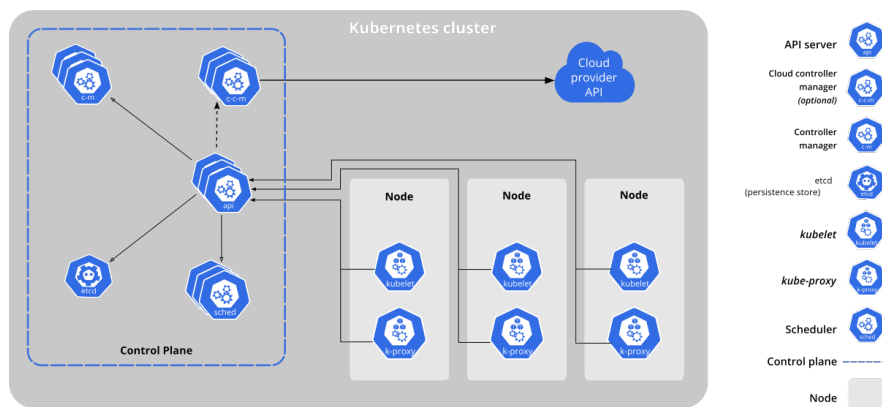 Kubernetes cluster
c-m
c-c-m
Cloud
provider
API
api
etcd
sched
Control Plane
Node
kubelet
k-proxy
Node
kubelet
k-proxy
Node
kubelet
k-proxy
API server
api
Cloud controller
manager
(optional)
c-c-m
Controller
manager
c-m
etcd
(persistence store)
etcd
kubelet
kubelet
kube-proxy
k-proxy
Scheduler
sched
Control plane
Node